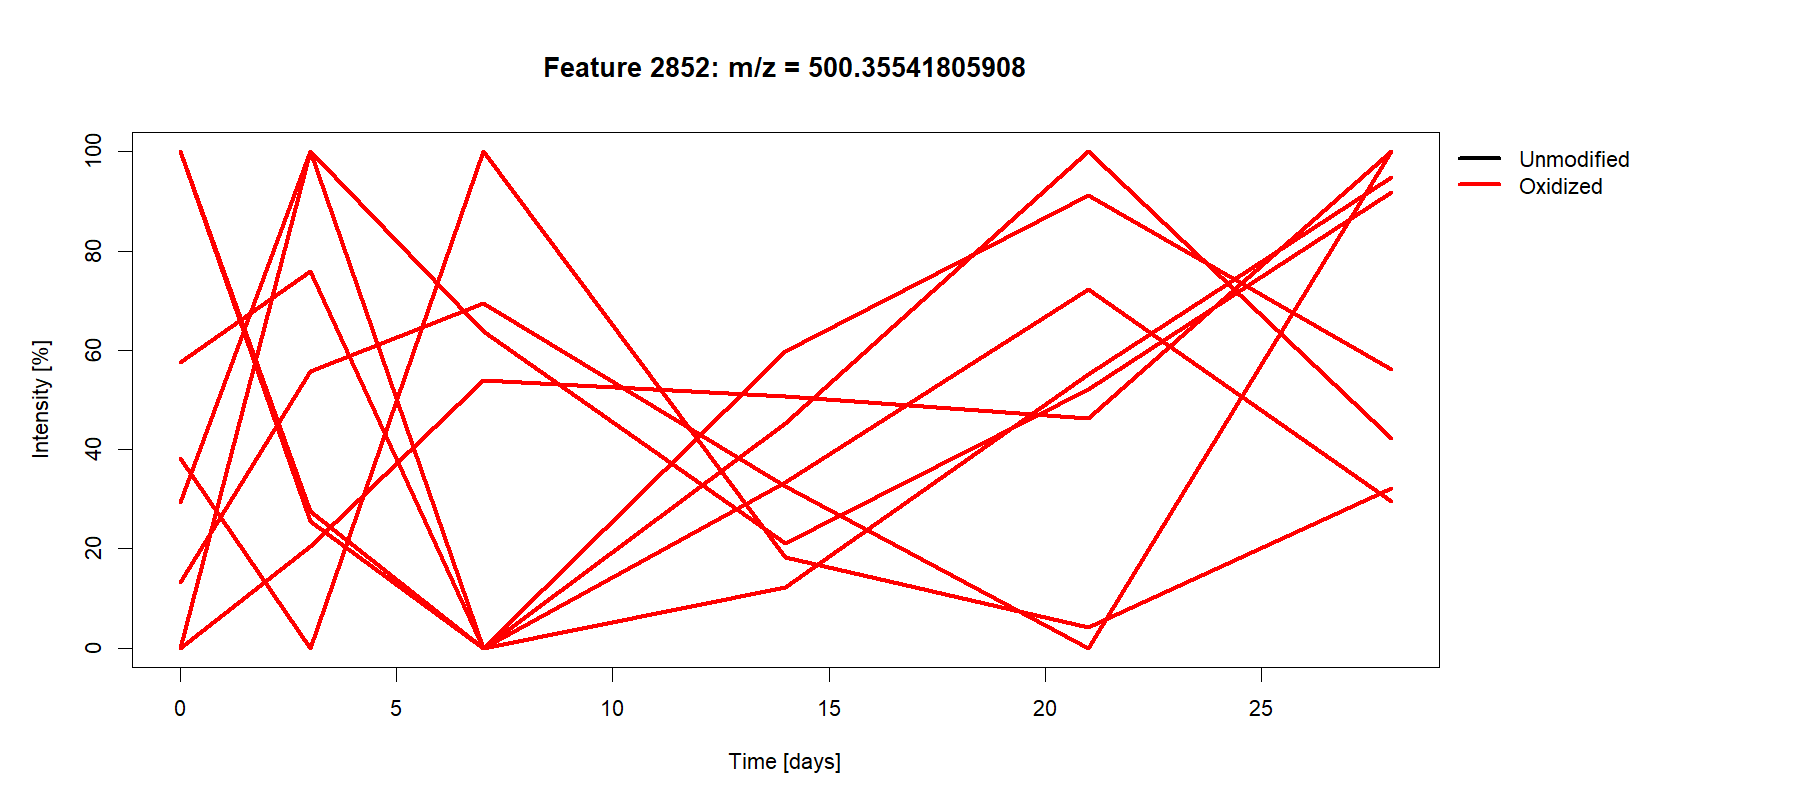 Feature 2852: m/z = 500.35541805908
Unmodified
Oxidized
Intensity [%]
100
80
60
40
20
0
0 5 10 15 20 25
Time [days]